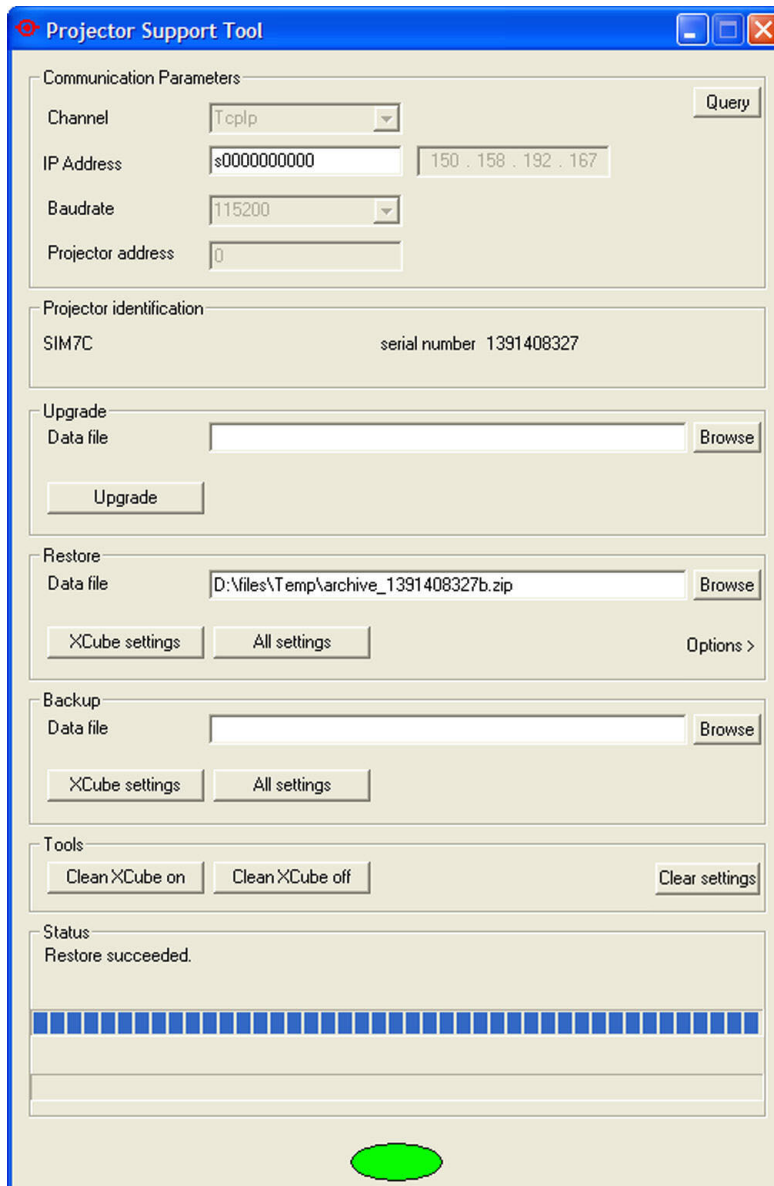 Projector Support Tool
Communication Parameters
Query
Channel
TcpIp
IP Address
s0000000000
150 . 158 . 192 . 167
Baudrate
115200
Projector address
0
Projector identification
SIM7C
serial number 1391408327
Upgrade
Data file
Browse
Upgrade
Restore
Data file
D:\files\Temp\archive_1391408327b.zip
Browse
XCube settings
All settings
Options >
Backup
Data file
Browse
XCube settings
All settings
Tools
Clean XCube on
Clean XCube off
Clear settings
Status
Restore succeeded.